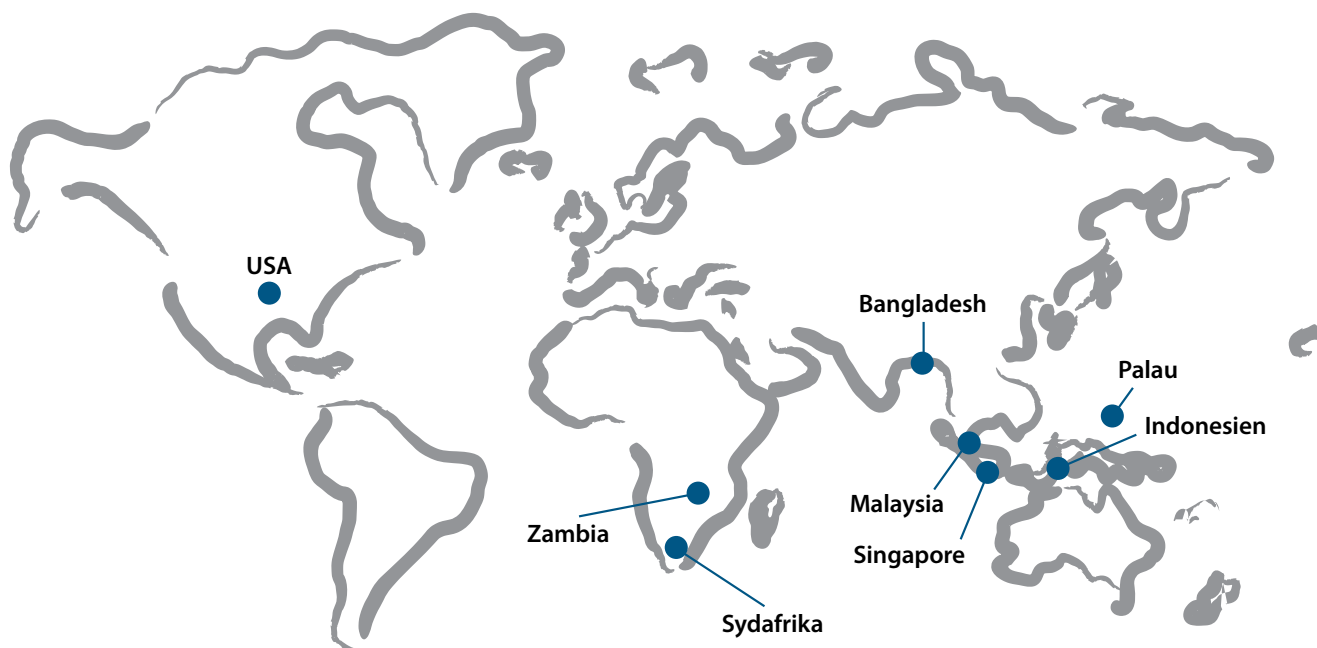 USA
Bangladesh
Palau
Indonesien
Malaysia
Zambia
Singapore
Sydafrika